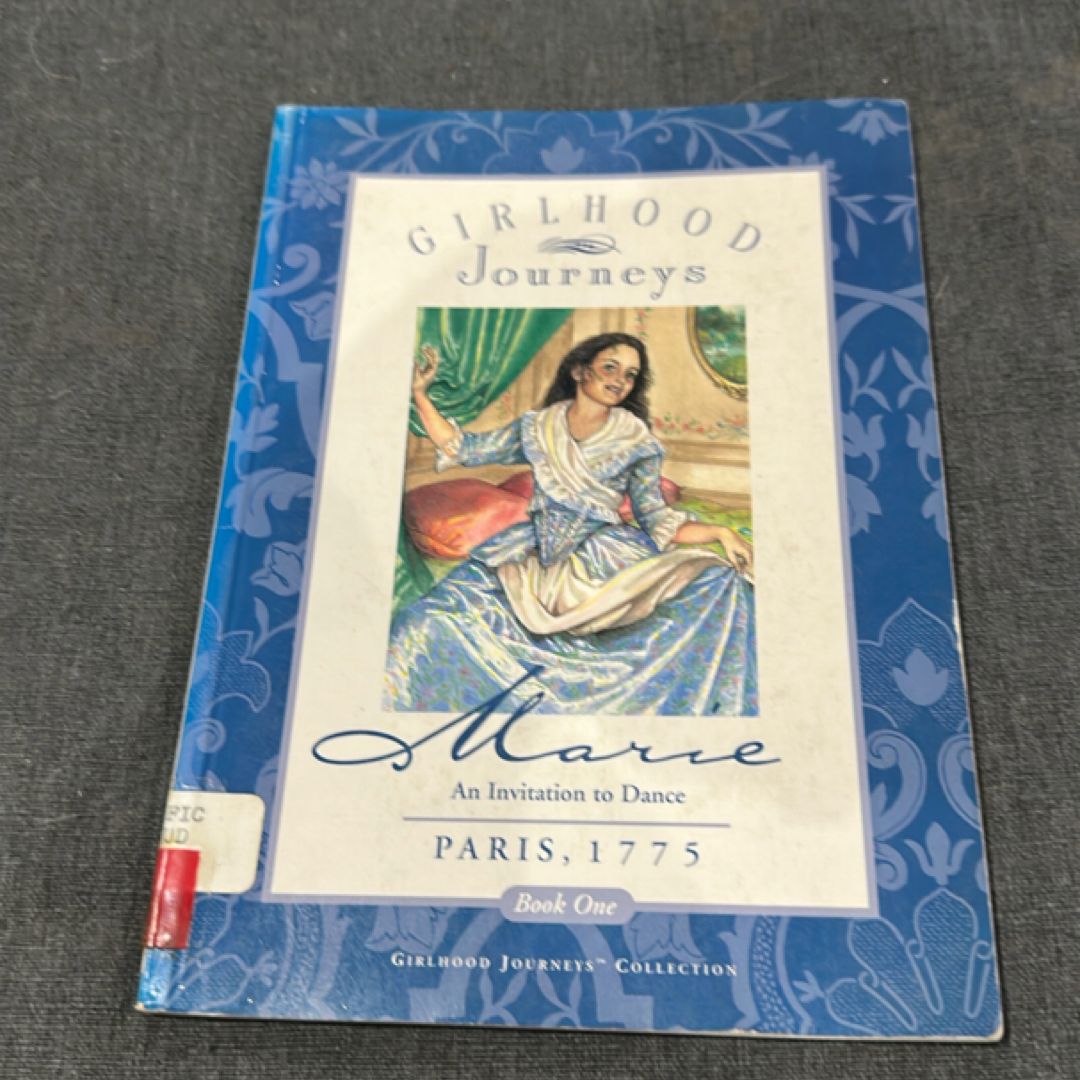 GIRLHOOD
Journeys
Marie
An Invitation to Dance
PARIS, 1775
Book One
GIRLHOOD JOURNEYS™ COLLECTION
FIC
UD